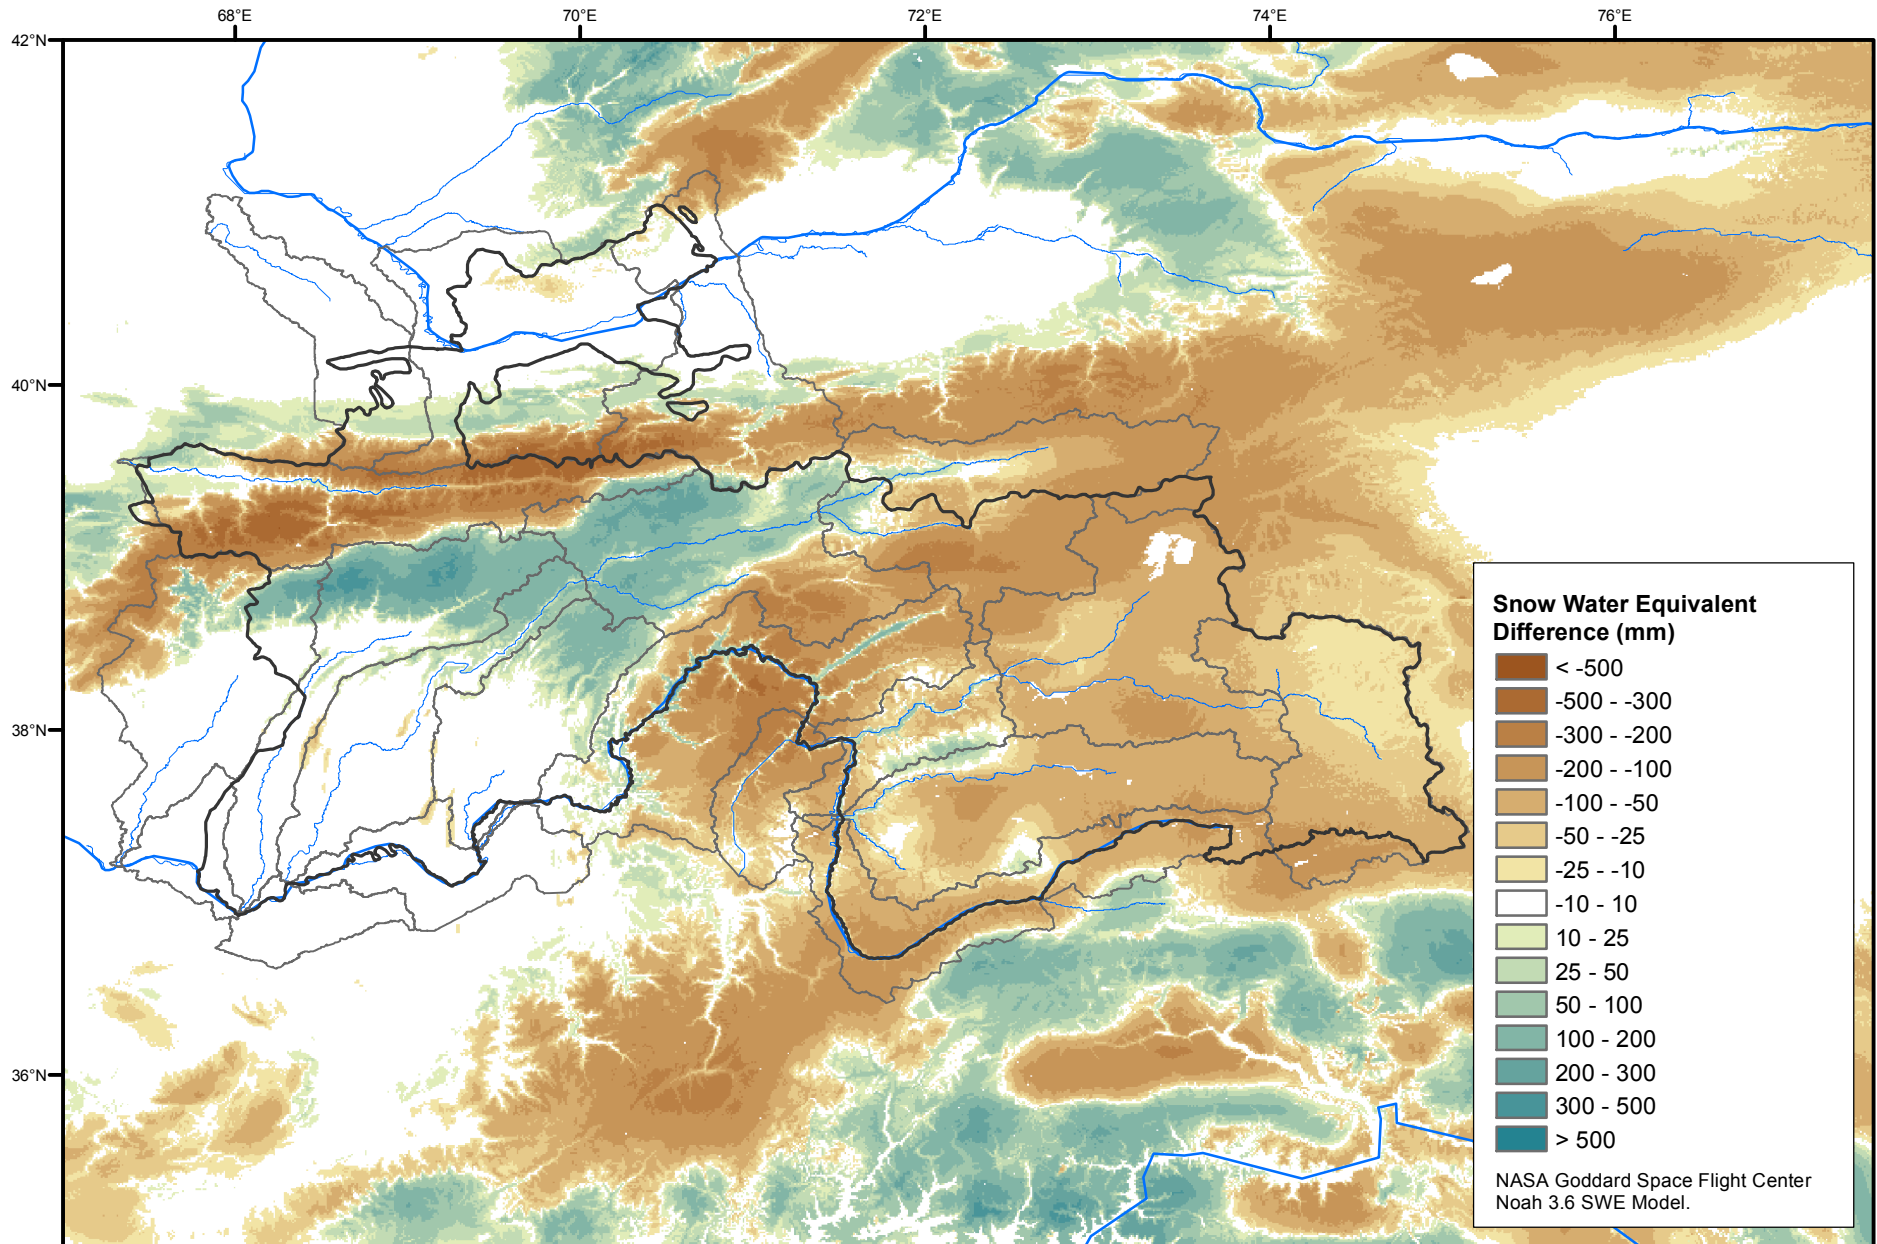 68°E 70°E 72°E 74°E 76°E
42°N
40°N
38°N
36°N
Snow Water Equivalent
Difference (mm)
< -500
-500 - -300
-300 - -200
-200 - -100
-100 - -50
-50 - -25
-25 - -10
-10 - 10
10 - 25
25 - 50
50 - 100
100 - 200
200 - 300
300 - 500
> 500
NASA Goddard Space Flight Center
Noah 3.6 SWE Model.